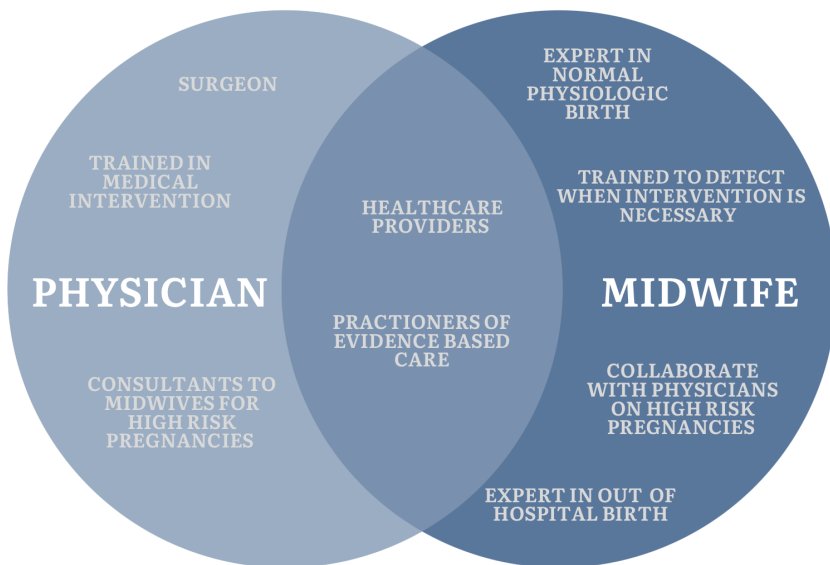 SURGEON
TRAINED IN
MEDICAL
INTERVENTION
PHYSICIAN
CONSULTANTS TO
MIDWIVES FOR
HIGH RISK
PREGNANCIES
HEALTHCARE
PROVIDERS
PRACTIONERS OF
EVIDENCE BASED
CARE
EXPERT IN
NORMAL
PHYSIOLOGIC
BIRTH
TRAINED TO DETECT
WHEN INTERVENTION IS
NECESSARY
MIDWIFE
COLLABORATE
WITH PHYSICIANS
ON HIGH RISK
PREGNANCIES
EXPERT IN OUT OF
HOSPITAL BIRTH